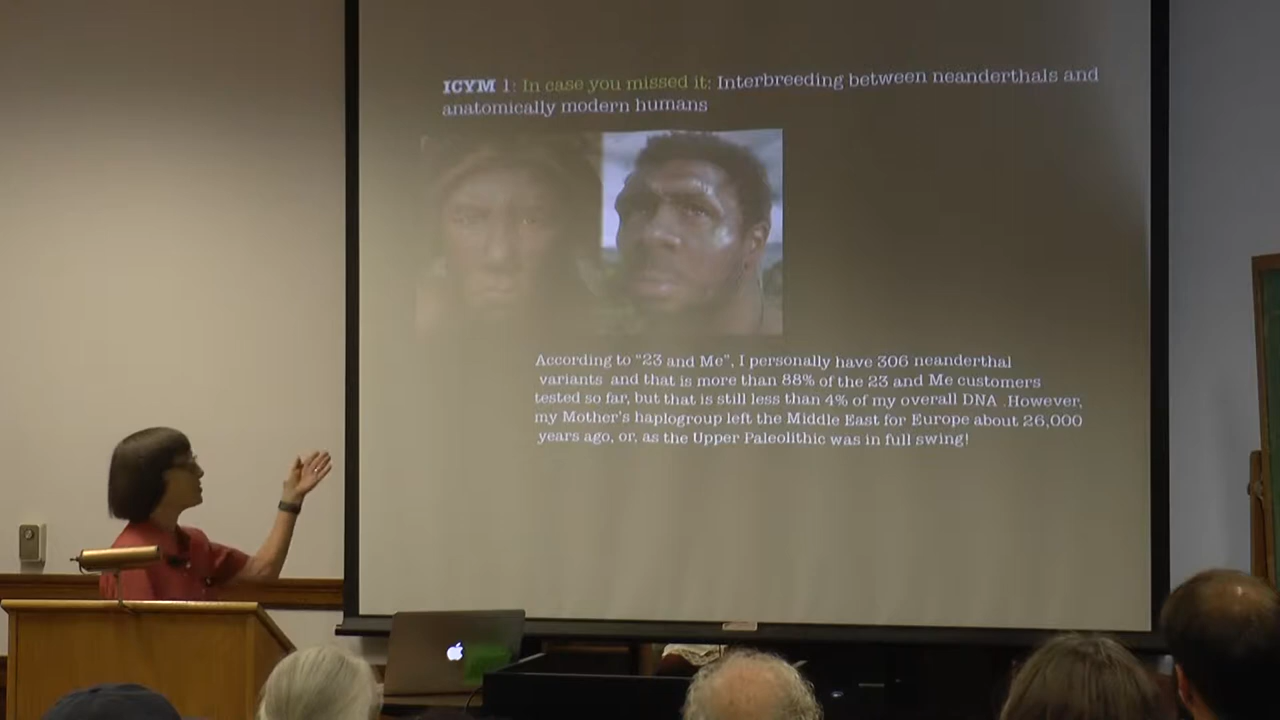 ICYM 1: In case you missed it: Interbreeding between neanderthals and
anatomically modern humans
According to "23 and Me", I personally have 306 neanderthal
variants and that is more than 88% of the 23 and Me customers
tested so far, but that is still less than 4% of my overall DNA .However,
my Mother's haplogroup left the Middle East for Europe about 26,000
years ago, or, as the Upper Paleolithic was in full swing!